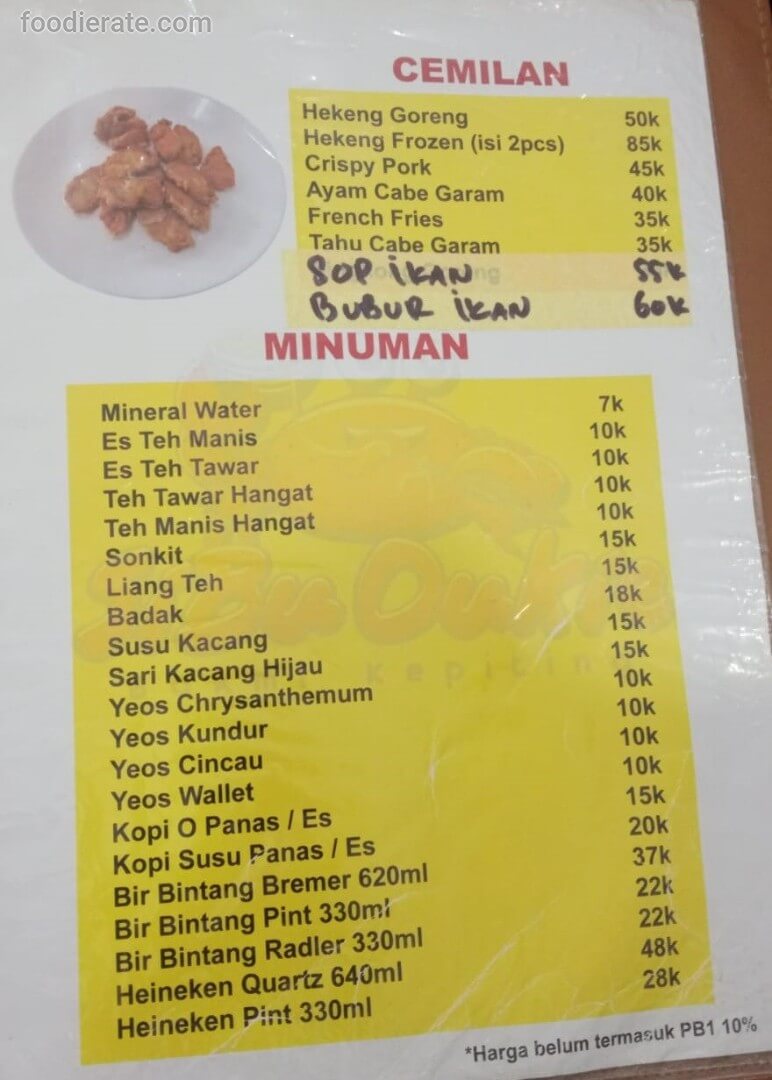 foodierate.com
CEMILAN
Hekeng Goreng 50k
Hekeng Frozen (isi 2pcs) 85k
Crispy Pork 45k
Ayam Cabe Garam 40k
French Fries 35k
Tahu Cabe Garam 35k
SOP iKAN 55k
BUBUR iKAN 60k
MINUMAN
Mineral Water 7k
Es Teh Manis 10k
Es Teh Tawar 10k
Teh Tawar Hangat 10k
Teh Manis Hangat 10k
Sonkit 15k
Liang Teh 15k
Badak 18k
Susu Kacang 15k
Sari Kacang Hijau 15k
Yeos Chrysanthemum 10k
Yeos Kundur 10k
Yeos Cincau 10k
Yeos Wallet 10k
Kopi O Panas / Es 15k
Kopi Susu Panas / Es 20k
Bir Bintang Bremer 620ml 37k
Bir Bintang Pint 330ml 22k
Bir Bintang Radler 330ml 22k
Heineken Quartz 640ml 48k
Heineken Pint 330ml 28k
*Harga belum termasuk PB1 10%